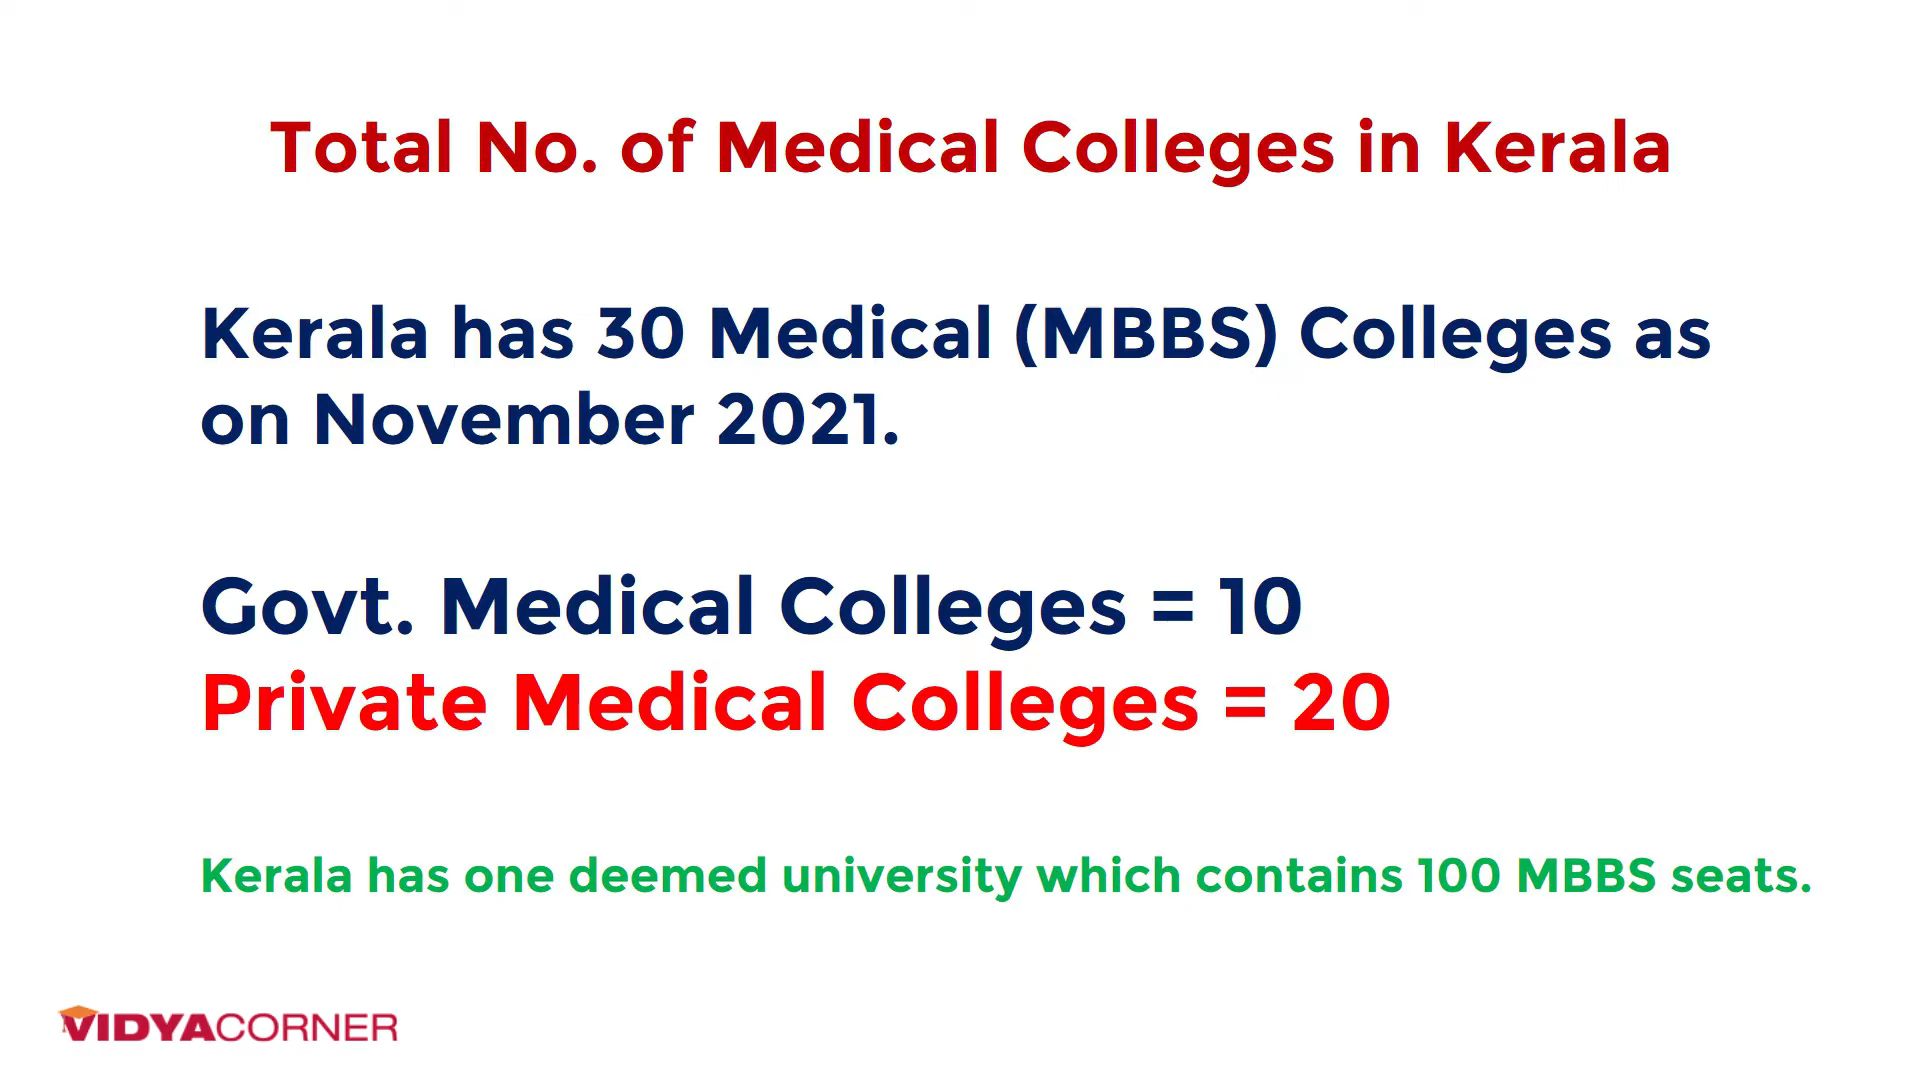 Total No. of Medical Colleges in Kerala
Kerala has 30 Medical (MBBS) Colleges as
on November 2021.
Govt. Medical Colleges = 10
Private Medical Colleges = 20
Kerala has one deemed university which contains 100 MBBS seats.
VIDYACORNER